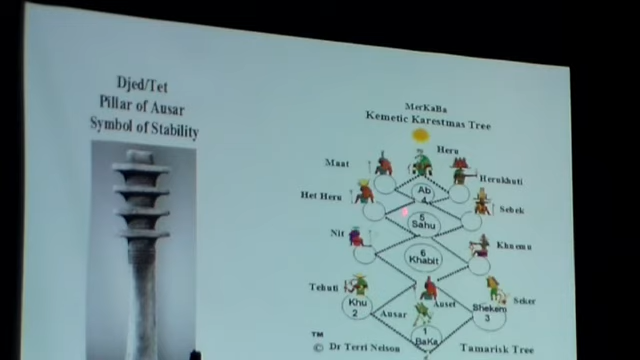 Djed/Tet
Pillar of Ausar
Symbol of Stability
MerKaBa
Kemetic Karestmas Tree
Heru
Maat
Herukhuti
Ab
4
Het Heru
Sebek
5
Sahu
Nit
Khnemu
6
Khabit
Tehuti
Auset
Seker
Khu
2
Ausar
Shekem
3
1
BaKa
TM
© Dr Terri Nelson
Tamarisk Tree